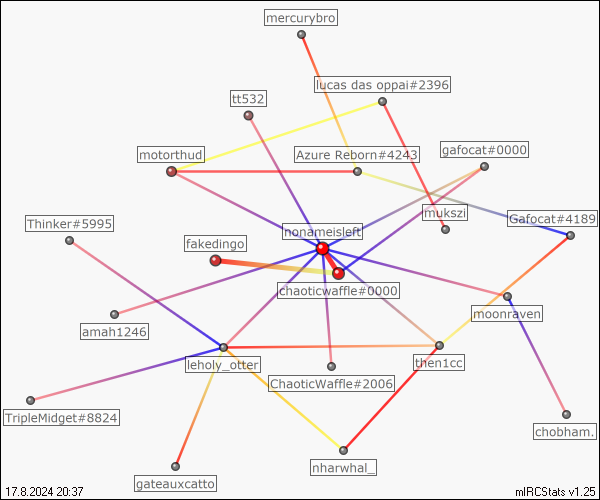 mercurybro
lucas das oppai#2396
tt532
motorthud
Azure Reborn#4243
gafocat#0000
mukszi
Gafocat#4189
Thinker#5995
nonameisleft
fakedingo
chaoticwaffle#0000
amah1246
moonraven
leholy_otter
then1cc
ChaoticWaffle#2006
TripleMidget#8824
chobham.
nharwhal_
gateauxcatto
17.8.2024 20:37
mIRCStats v1.25